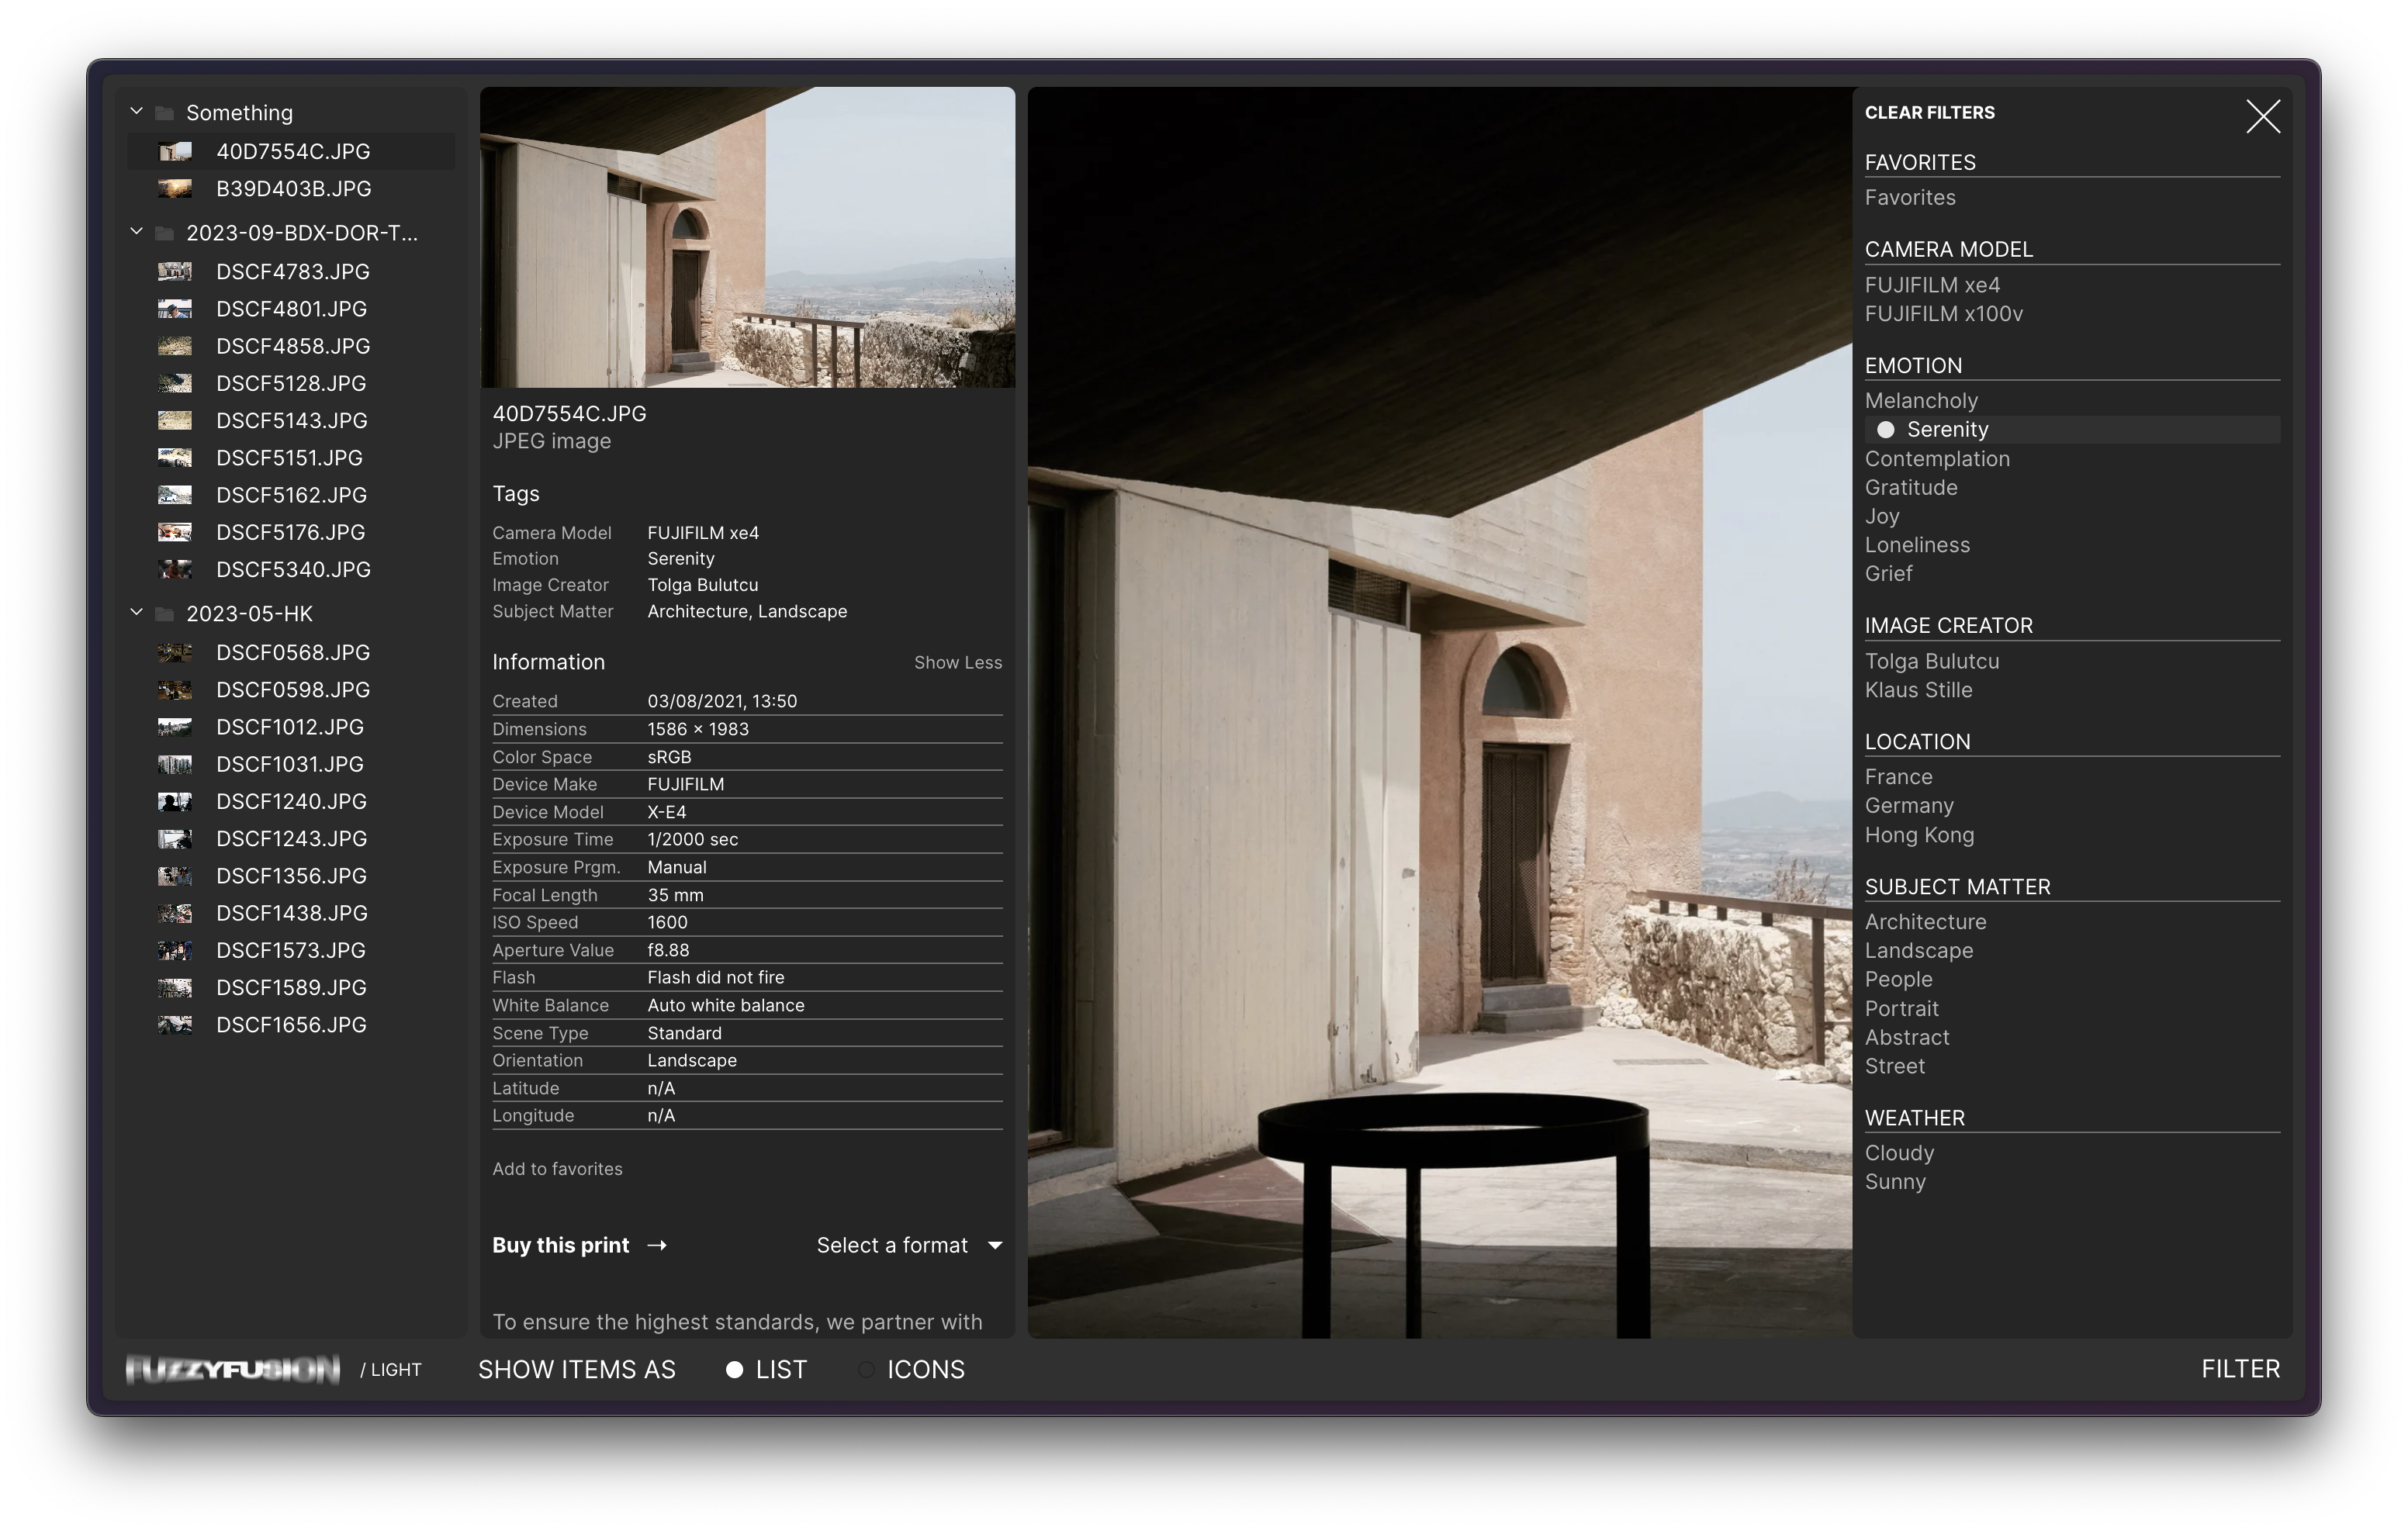 Something
40D7554C.JPG
B39D403B.JPG
2023-09-BDX-DOR-T...
DSCF4783.JPG
DSCF4801.JPG
DSCF4858.JPG
DSCF5128.JPG
DSCF5143.JPG
DSCF5151.JPG
DSCF5162.JPG
DSCF5176.JPG
DSCF5340.JPG
2023-05-HK
DSCF0568.JPG
DSCF0598.JPG
DSCF1012.JPG
DSCF1031.JPG
DSCF1240.JPG
DSCF1243.JPG
DSCF1356.JPG
DSCF1438.JPG
DSCF1573.JPG
DSCF1589.JPG
DSCF1656.JPG
40D7554C.JPG
JPEG image
Tags
Camera Model FUJIFILM xe4
Emotion Serenity
Image Creator Tolga Bulutcu
Subject Matter Architecture, Landscape
Information Show Less
Created 03/08/2021, 13:50
Dimensions 1586 × 1983
Color Space sRGB
Device Make FUJIFILM
Device Model X-E4
Exposure Time 1/2000 sec
Exposure Prgm. Manual
Focal Length 35 mm
ISO Speed 1600
Aperture Value f8.88
Flash Flash did not fire
White Balance Auto white balance
Scene Type Standard
Orientation Landscape
Latitude n/A
Longitude n/A
Add to favorites
Buy this print → Select a format
To ensure the highest standards, we partner with
CLEAR FILTERS
FAVORITES
Favorites
CAMERA MODEL
FUJIFILM xe4
FUJIFILM x100v
EMOTION
Melancholy
Serenity
Contemplation
Gratitude
Joy
Loneliness
Grief
IMAGE CREATOR
Tolga Bulutcu
Klaus Stille
LOCATION
France
Germany
Hong Kong
SUBJECT MATTER
Architecture
Landscape
People
Portrait
Abstract
Street
WEATHER
Cloudy
Sunny
FUZZYFUSION / LIGHT SHOW ITEMS AS LIST ICONS FILTER